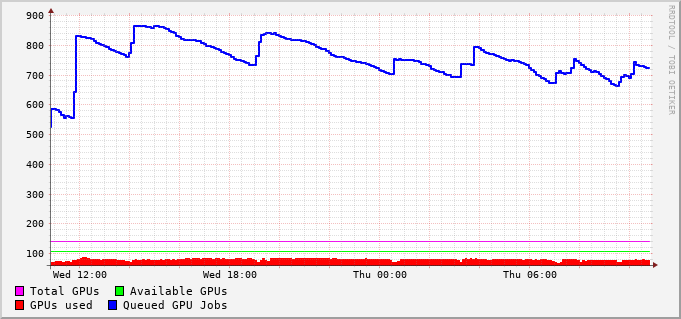 900
800
700
600
500
400
300
200
100
Wed 12:00 Wed 18:00 Thu 00:00 Thu 06:00
Total GPUs Available GPUs
GPUs used Queued GPU Jobs
RRDTOOL / TOBI OETIKER